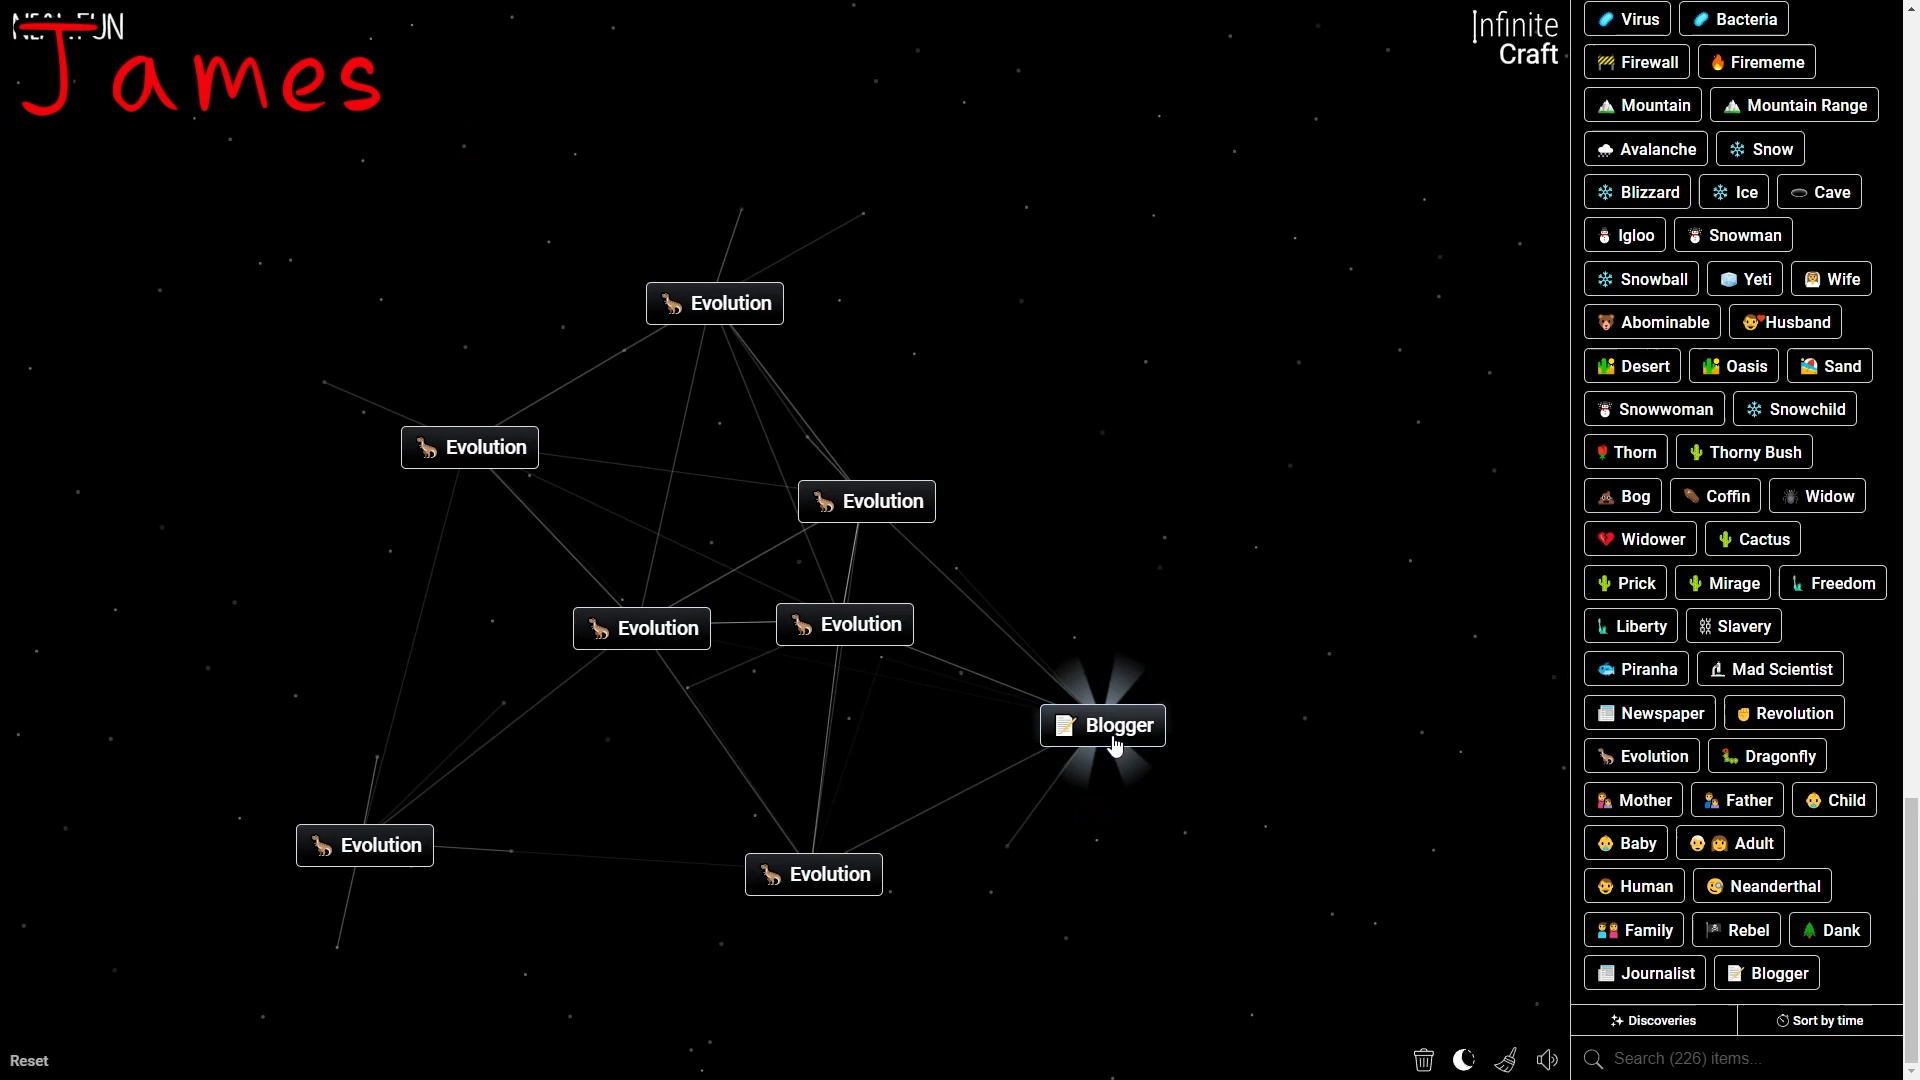 James
Infinite
Craft
Evolution
Evolution
Evolution
Evolution
Evolution
Blogger
Evolution
Evolution
Reset
Virus Bacteria
Firewall Firememe
Mountain Mountain Range
Avalanche Snow
Blizzard Ice Cave
Igloo Snowman
Snowball Yeti Wife
Abominable Husband
Desert Oasis Sand
Snowwoman Snowchild
Thorn Thorny Bush
Bog Coffin Widow
Widower Cactus
Prick Mirage Freedom
Liberty Slavery
Piranha Mad Scientist
Newspaper Revolution
Evolution Dragonfly
Mother Father Child
Baby Adult
Human Neanderthal
Family Rebel Dank
Journalist Blogger
Discoveries Sort by time
Search (226) items...